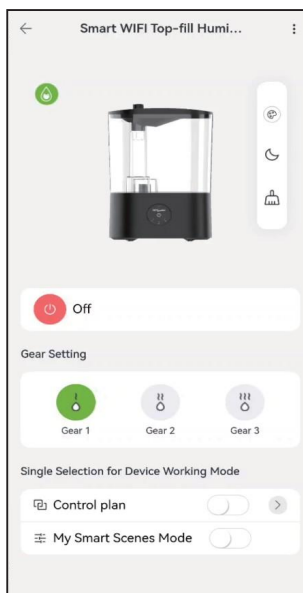 Smart WIFI Top-fill Humi...
Off
Gear Setting
Gear 1 Gear 2 Gear 3
Single Selection for Device Working Mode
Control plan
My Smart Scenes Mode